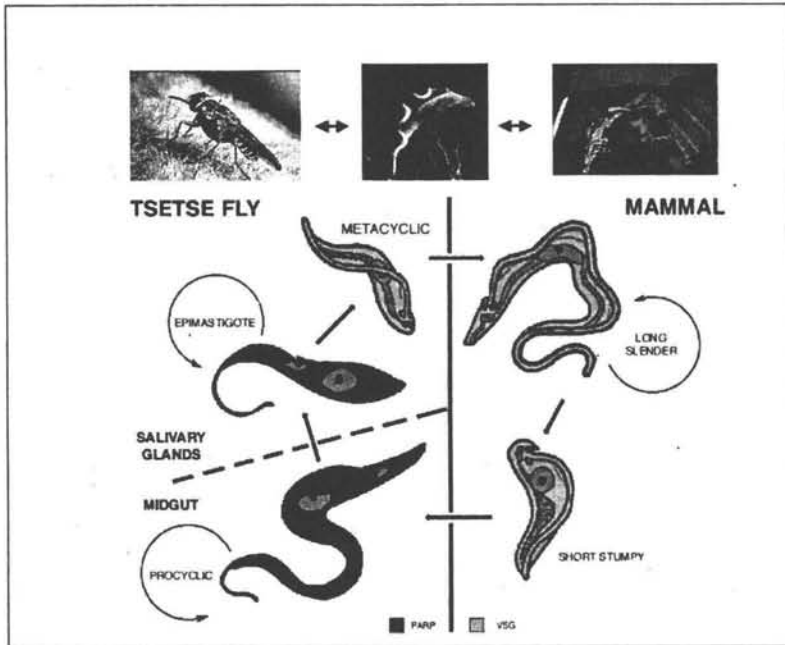 TSETSE FLY
MAMMAL
METACYCLIC
EPIMASTIGOTE
LONG
SLENDER
SALIVARY
GLANDS
MIDGUT
PROCYCLIC
SHORT STUMPY
PARP
VSG